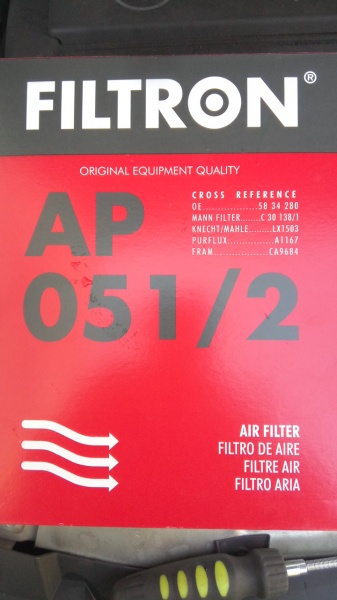 FILTRON®
ORIGINAL EQUIPMENT QUALITY
AP
051/2
CROSS REFERENCE
OE..................58 34 280
MANN FILTER.......C 30 138/1
KNECHT/MAHLE........LX1503
PURFLUX...............A1167
FRAM..................CA9684
AIR FILTER
FILTRO DE AIRE
FILTRE AIR
FILTRO ARIA